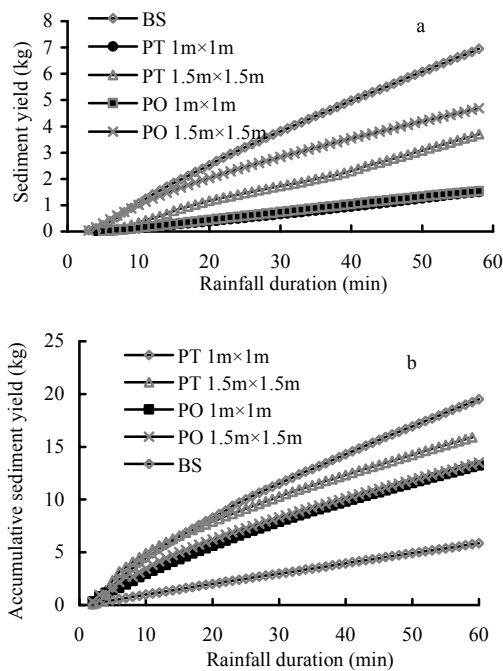 8
7
6
5
4
3
2
1
0
Sediment yield (kg)
BS
PT 1m×1m
PT 1.5m×1.5m
PO 1m×1m
PO 1.5m×1.5m
a
0 10 20 30 40 50 60
Rainfall duration (min)
25
20
15
10
5
0
Accumulative sediment yield (kg)
PT 1m×1m
PT 1.5m×1.5m
PO 1m×1m
PO 1.5m×1.5m
BS
b
0 10 20 30 40 50 60
Rainfall duration (min)